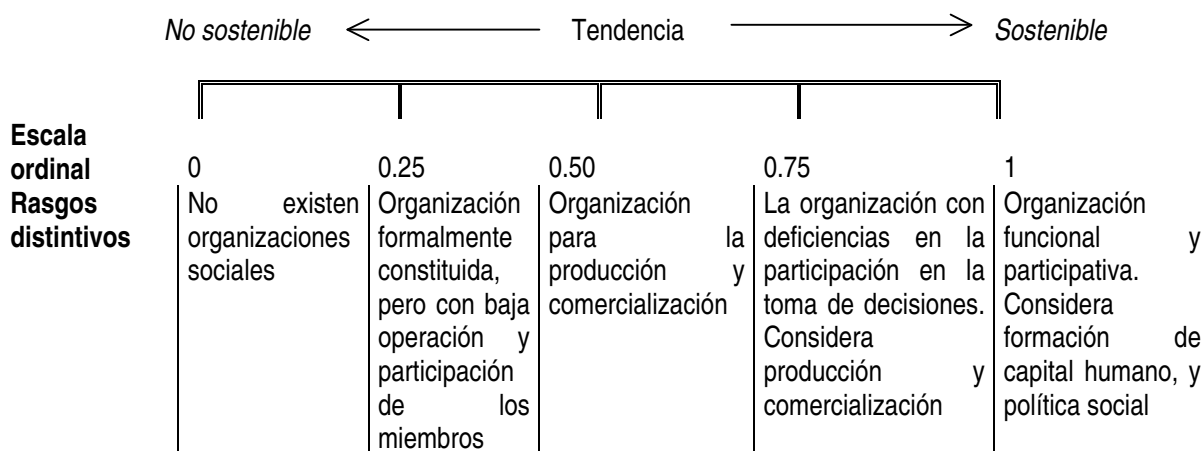 No sostenible Tendencia Sostenible
Escala
ordinal 0 0.25 0.50 0.75 1
Rasgos
distintivos
No existen
organizaciones
sociales
Organización
formalmente
constituida,
pero con baja
operación y
participación
de los
miembros
Organización
para la
producción y
comercialización
La organización con
deficiencias en la
participación en la
toma de decisiones.
Considera
producción y
comercialización
Organización
funcional y
participativa.
Considera
formación de
capital humano, y
política social